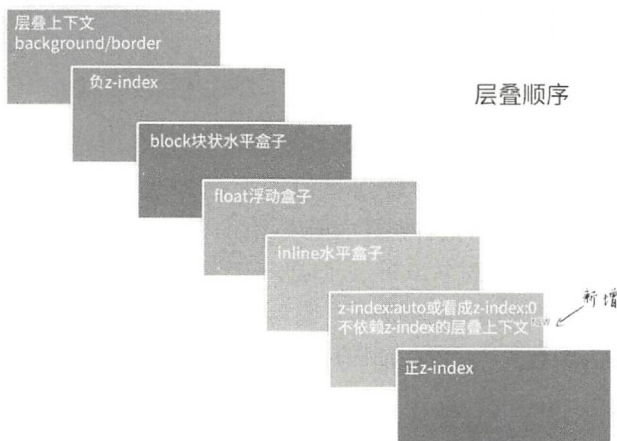 层叠上下文
background/border
负z-index
层叠顺序
block块状水平盒子
float浮动盒子
inline水平盒子
z-index:auto或看成z-index:0
不依赖z-index的层叠上下文
NEW
新增
正z-index